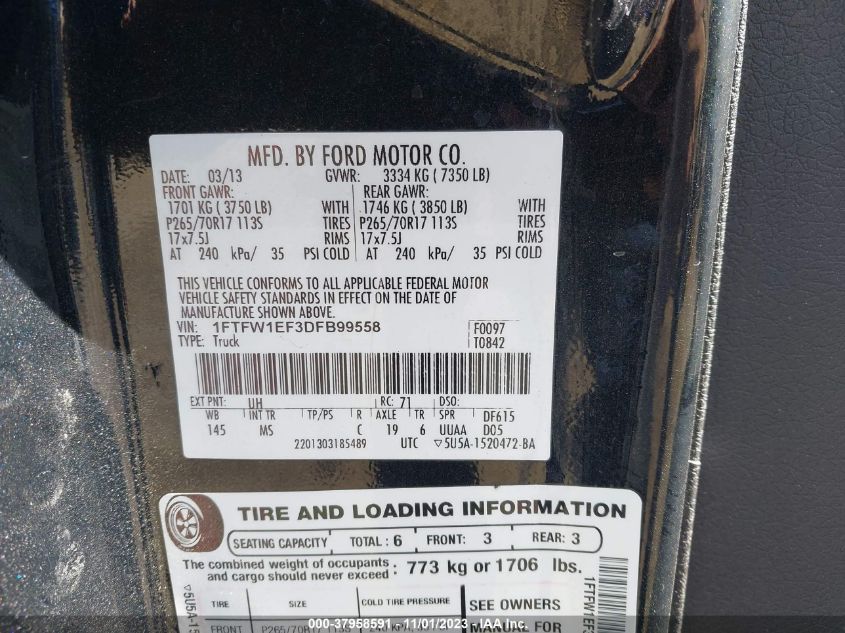 MFD. BY FORD MOTOR CO.
DATE: 03/13 GVWR: 3334 KG ( 7350 LB)
FRONT GAWR: REAR GAWR:
1701 KG ( 3750 LB) WITH 1746 KG ( 3850 LB) WITH
P265/70R17 113S TIRES P265/70R17 113S TIRES
17x7.5J RIMS 17x7.5J RIMS
AT 240 kPa/ 35 PSI COLD AT 240 kPa/ 35 PSI COLD
THIS VEHICLE CONFORMS TO ALL APPLICABLE FEDERAL MOTOR
VEHICLE SAFETY STANDARDS IN EFFECT ON THE DATE OF
MANUFACTURE SHOWN ABOVE.
VIN: 1FTFW1EF3DFB99558 F0097
TYPE: Truck T0842
EXT PNT: UH RC: 71 DSO:
WB INT TR TP/PS R AXLE TR SPR DF615
145 MS C 19 6 UUAA D05
2201303185489 UTC ▽5U5A-1520472-BA
TIRE AND LOADING INFORMATION
SEATING CAPACITY TOTAL : 6 FRONT: 3 REAR: 3
The combined weight of occupants
and cargo should never exceed : 773 kg or 1706 lbs.
TIRE SIZE COLD TIRE PRESSURE SEE OWNERS
FRONT P265/70R17 113S MANUAL FOR
▽5U5A-15
1FTFW1EF3
000-37958591 - 11/01/2023 - IAA Inc.